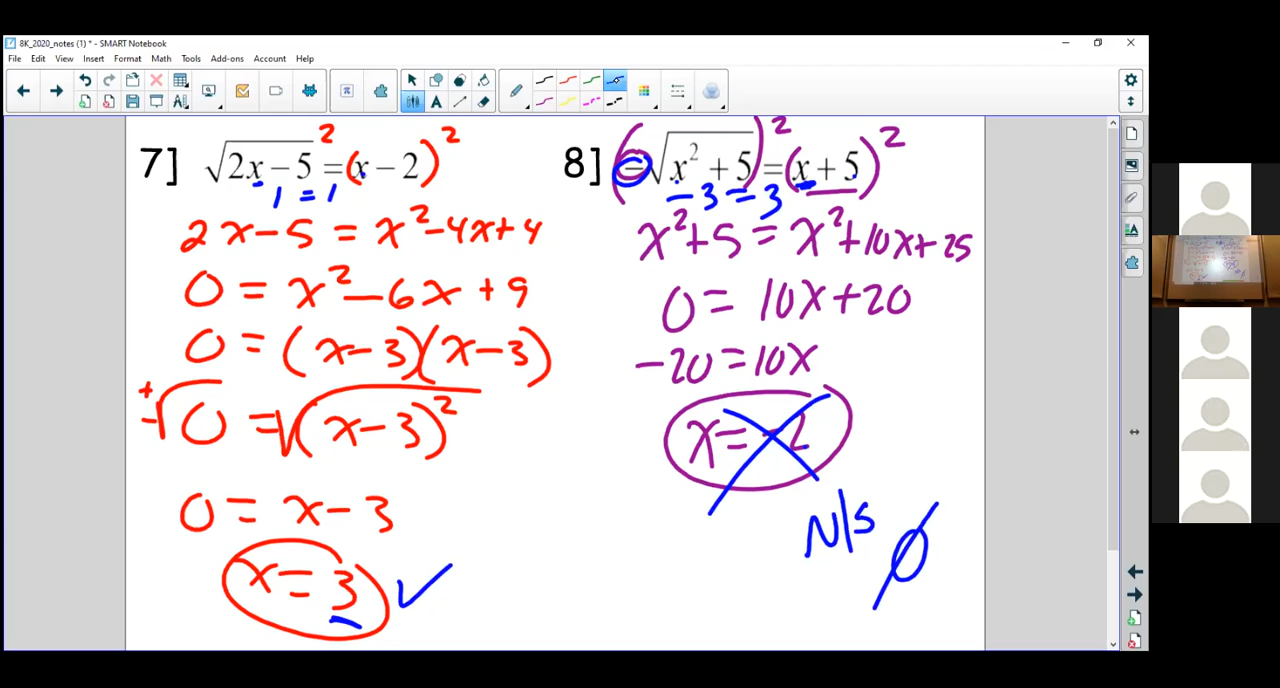 8K_2020_notes (1) * - SMART Notebook
File Edit View Insert Format Math Tools Add-ons Account Help
7] √(2x − 5)² = (x − 2)²
1 = 1
2x − 5 = x² − 4x + 4
0 = x² − 6x + 9
0 = (x − 3)(x − 3)
±√0 = √(x − 3)²
0 = x − 3
x = 3 ✓
8] (−√(x² + 5))² = (x + 5)²
−3 = 3
x² + 5 = x² + 10x + 25
0 = 10x + 20
−20 = 10x
x = −2
N/S ∅